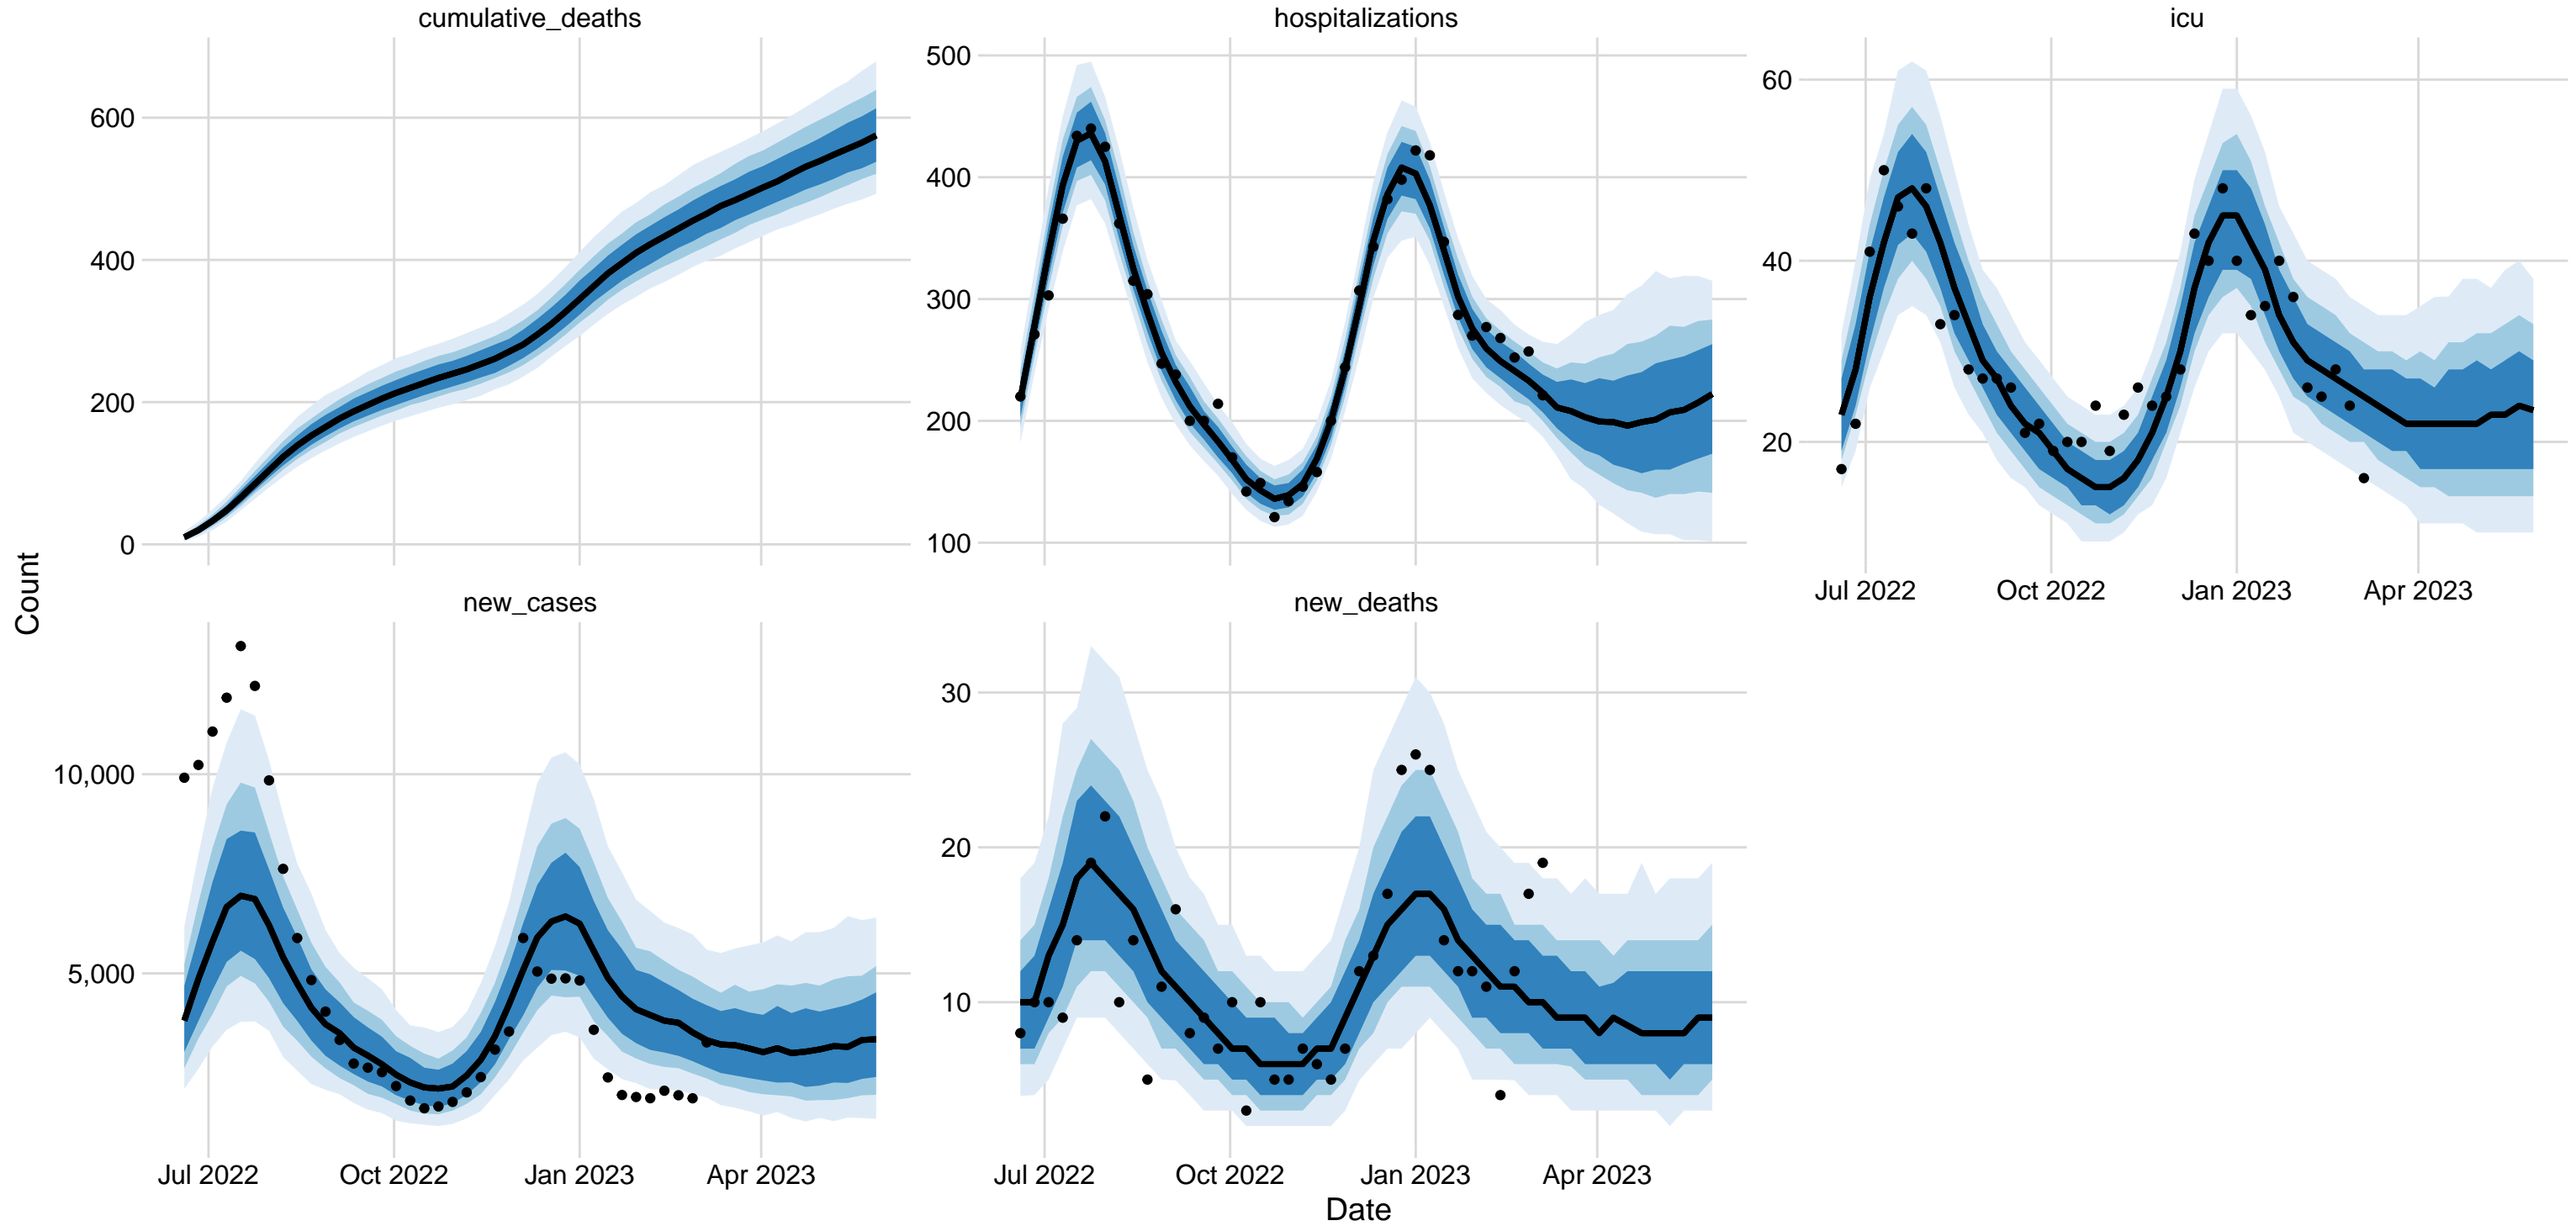 cumulative_deaths
hospitalizations
icu
600
400
200
0
500
400
300
200
100
60
40
20
Jul 2022
Oct 2022
Jan 2023
Apr 2023
Count
new_cases
new_deaths
10,000
5,000
30
20
10
Jul 2022
Oct 2022
Jan 2023
Apr 2023
Jul 2022
Oct 2022
Jan 2023
Apr 2023
Date